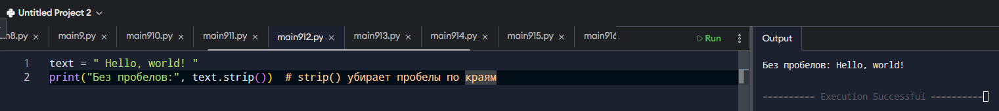 Untitled Project 2
n8.py × main9.py × main910.py × main911.py × main912.py × main913.py × main914.py × main915.py × main916 Run Output
1 text = " Hello, world! "
2 print("Без пробелов:", text.strip())  # strip() убирает пробелы по краям
Без пробелов: Hello, world!
========== Execution Successful ==========